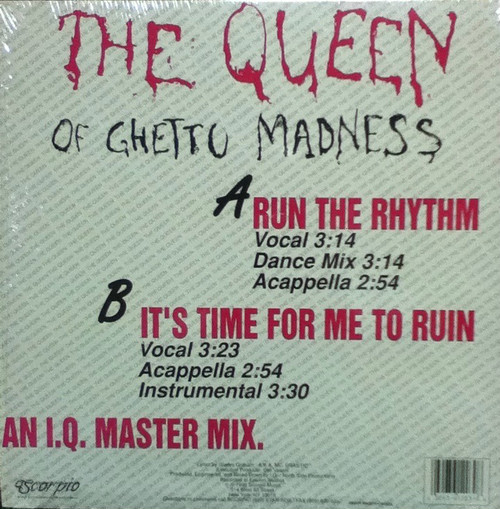 THE QUEEN
OF GHETTO MADNESS
A RUN THE RHYTHM
Vocal 3:14
Dance Mix 3:14
Acappella 2:54
B IT'S TIME FOR ME TO RUIN
Vocal 3:23
Acappella 2:54
Instrumental 3:30
AN I.Q. MASTER MIX.
Scorpio